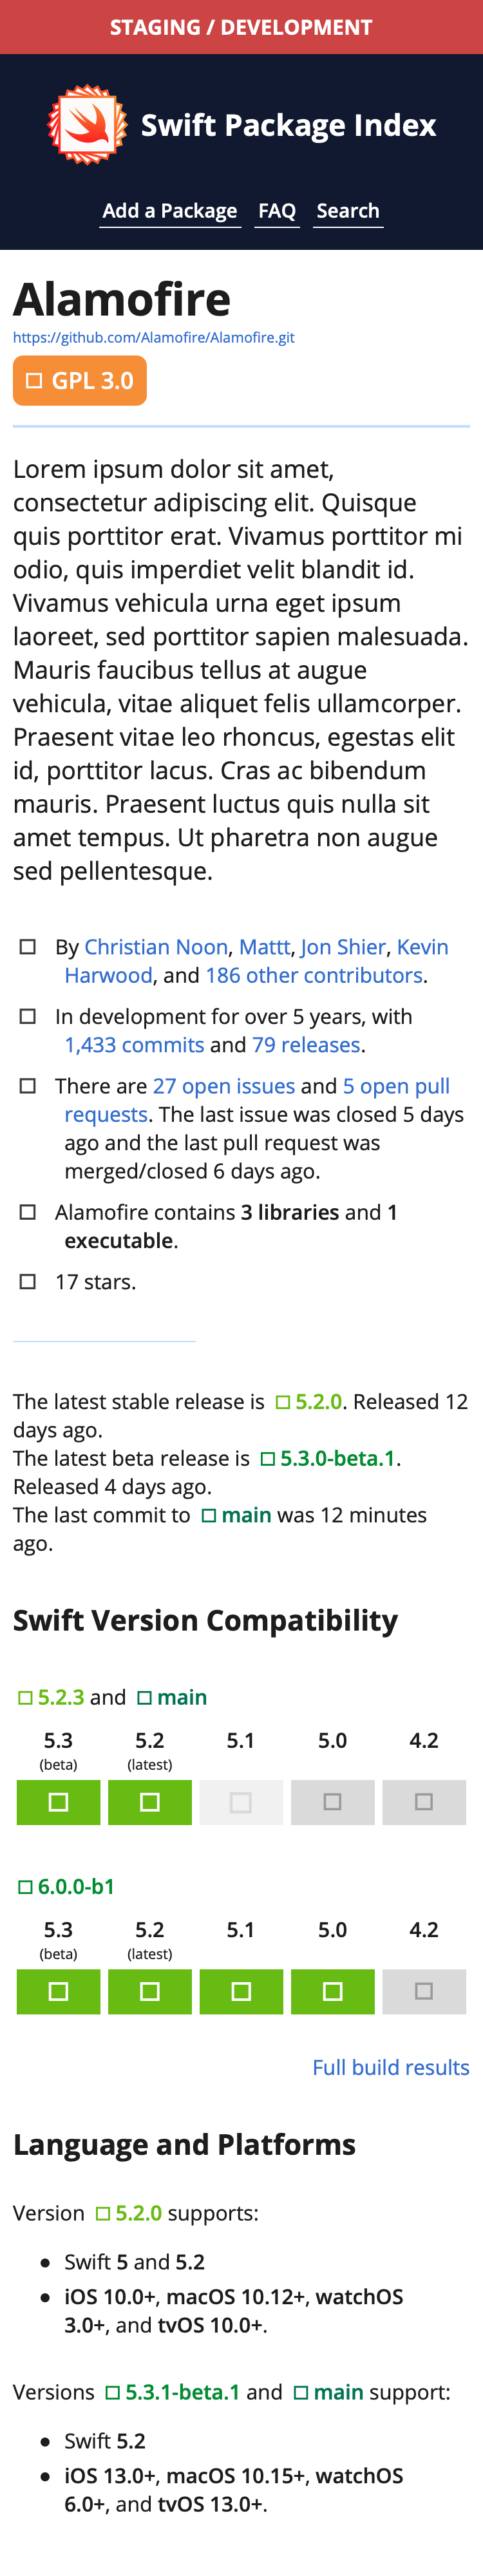 STAGING / DEVELOPMENT
Swift Package Index
Add a Package FAQ Search
Alamofire
https://github.com/Alamofire/Alamofire.git
GPL 3.0
Lorem ipsum dolor sit amet,
consectetur adipiscing elit. Quisque
quis porttitor erat. Vivamus porttitor mi
odio, quis imperdiet velit blandit id.
Vivamus vehicula urna eget ipsum
laoreet, sed porttitor sapien malesuada.
Mauris faucibus tellus at augue
vehicula, vitae aliquet felis ullamcorper.
Praesent vitae leo rhoncus, egestas elit
id, porttitor lacus. Cras ac bibendum
mauris. Praesent luctus quis nulla sit
amet tempus. Ut pharetra non augue
sed pellentesque.
By Christian Noon, Mattt, Jon Shier, Kevin
Harwood, and 186 other contributors.
In development for over 5 years, with
1,433 commits and 79 releases.
There are 27 open issues and 5 open pull
requests. The last issue was closed 5 days
ago and the last pull request was
merged/closed 6 days ago.
Alamofire contains 3 libraries and 1
executable.
17 stars.
The latest stable release is 5.2.0. Released 12
days ago.
The latest beta release is 5.3.0-beta.1.
Released 4 days ago.
The last commit to main was 12 minutes
ago.
Swift Version Compatibility
5.2.3 and main
5.3 5.2 5.1 5.0 4.2
(beta) (latest)
6.0.0-b1
5.3 5.2 5.1 5.0 4.2
(beta) (latest)
Full build results
Language and Platforms
Version 5.2.0 supports:
● Swift 5 and 5.2
● iOS 10.0+, macOS 10.12+, watchOS
3.0+, and tvOS 10.0+.
Versions 5.3.1-beta.1 and main support:
● Swift 5.2
● iOS 13.0+, macOS 10.15+, watchOS
6.0+, and tvOS 13.0+.